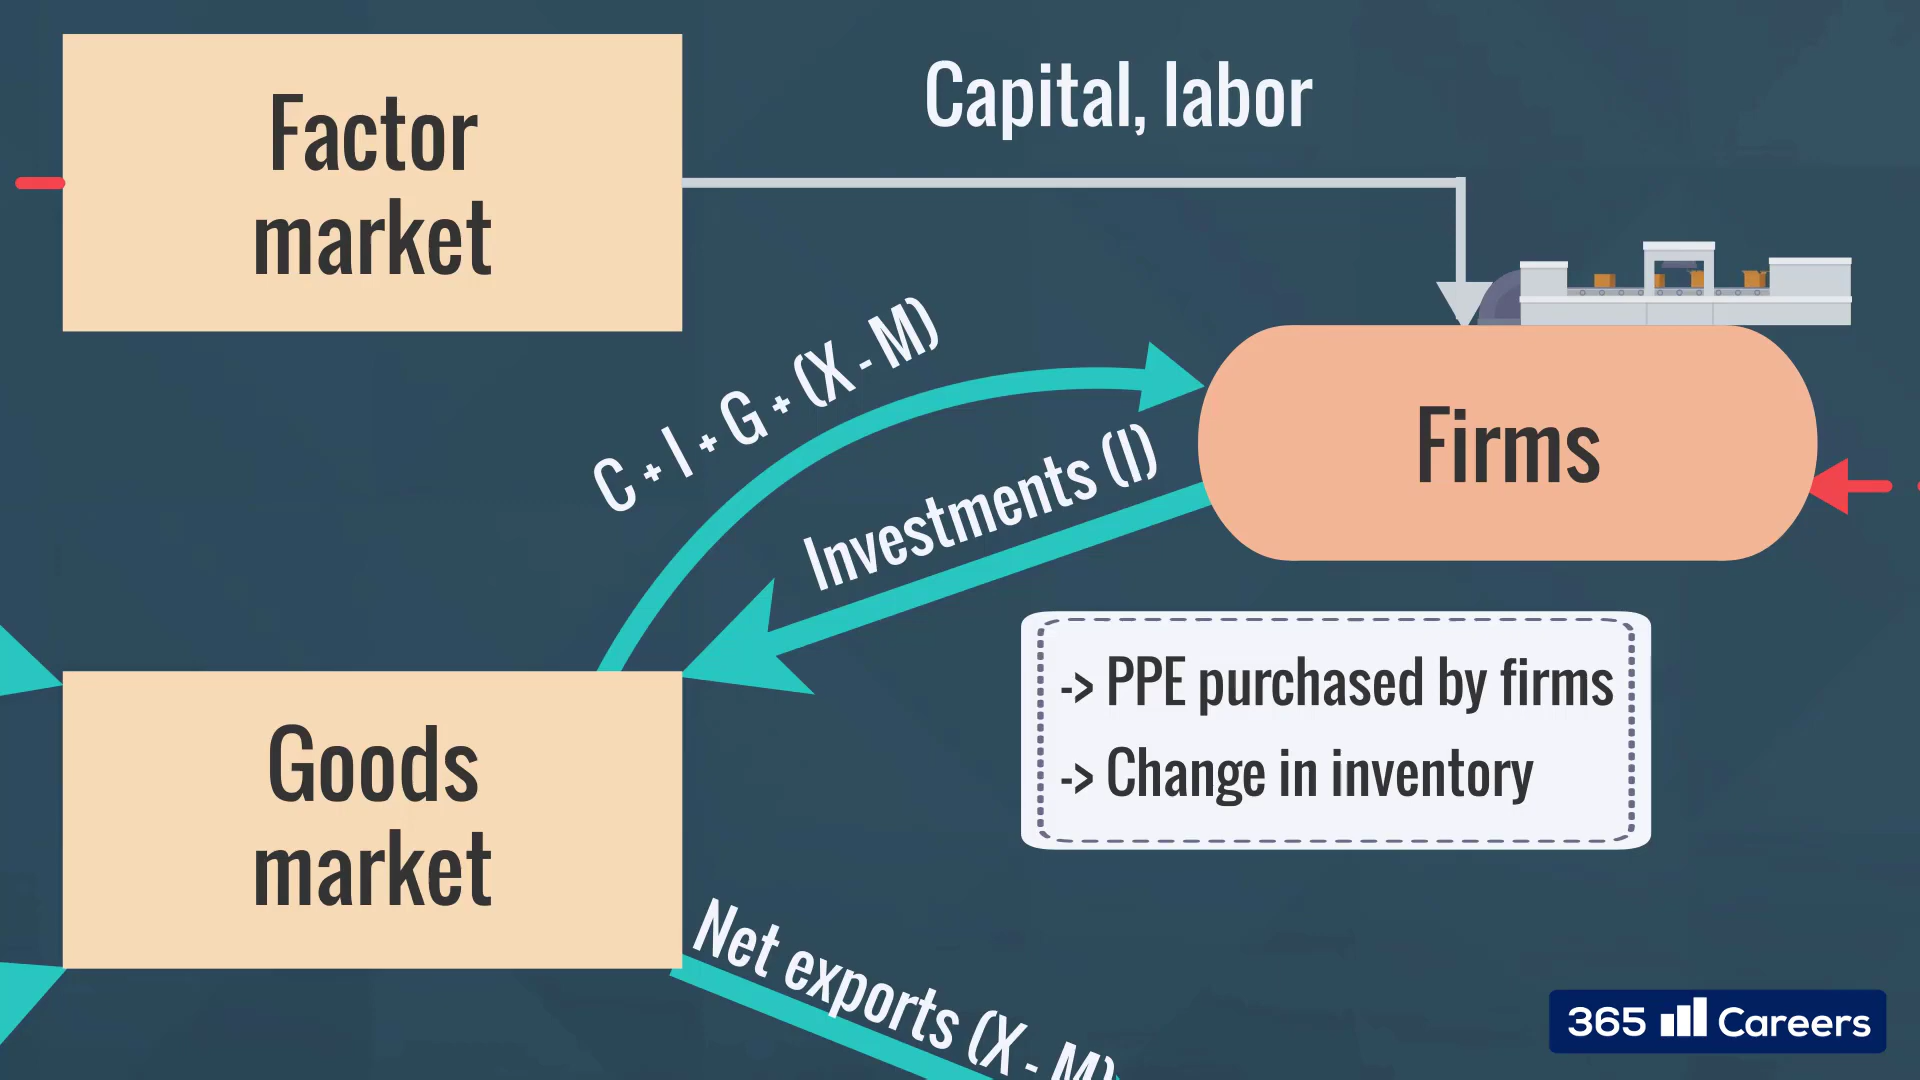 Factor
market
Capital, labor
C + I + G + (X - M)
Investments (I)
Firms
-> PPE purchased by firms
-> Change in inventory
Goods
market
Net exports (X - M)
365 Careers